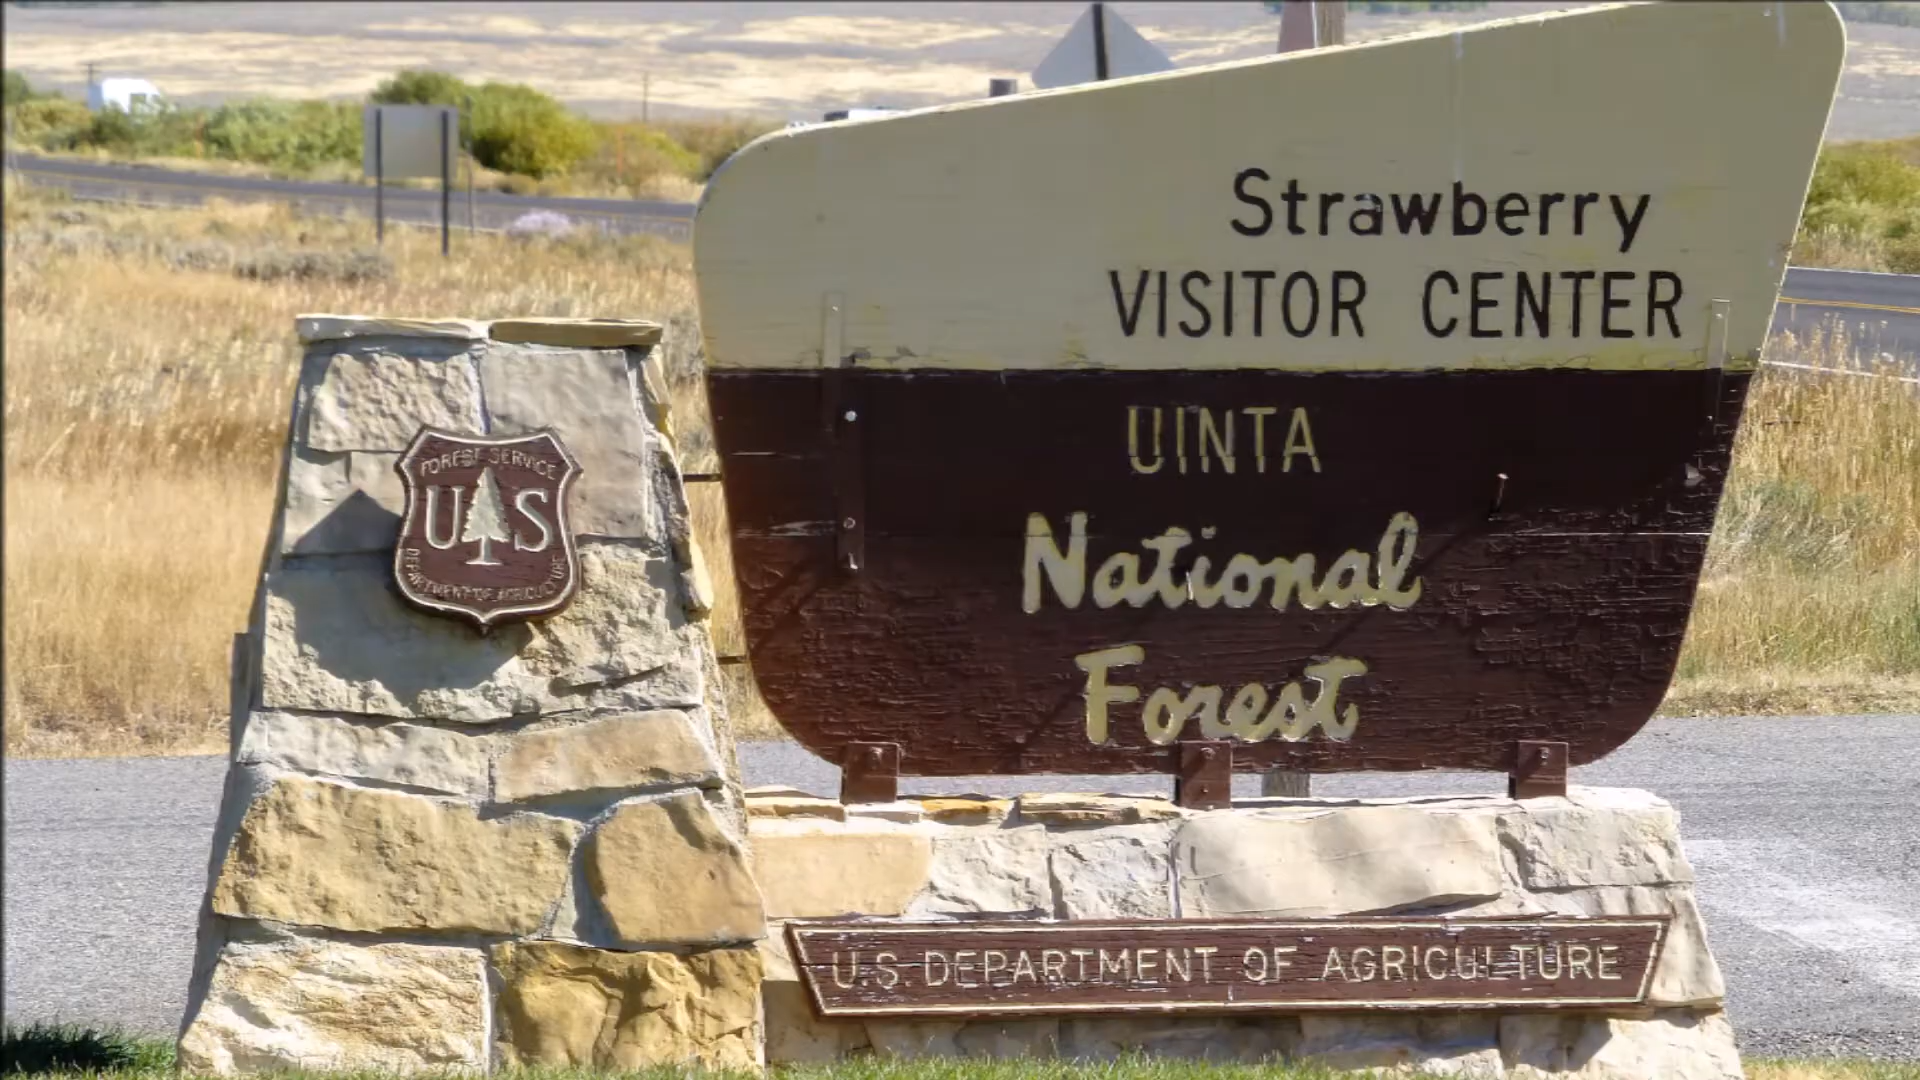 Strawberry
VISITOR CENTER
UINTA
National
Forest
FOREST SERVICE
U S
DEPARTMENT OF AGRICULTURE
U.S. DEPARTMENT OF AGRICULTURE